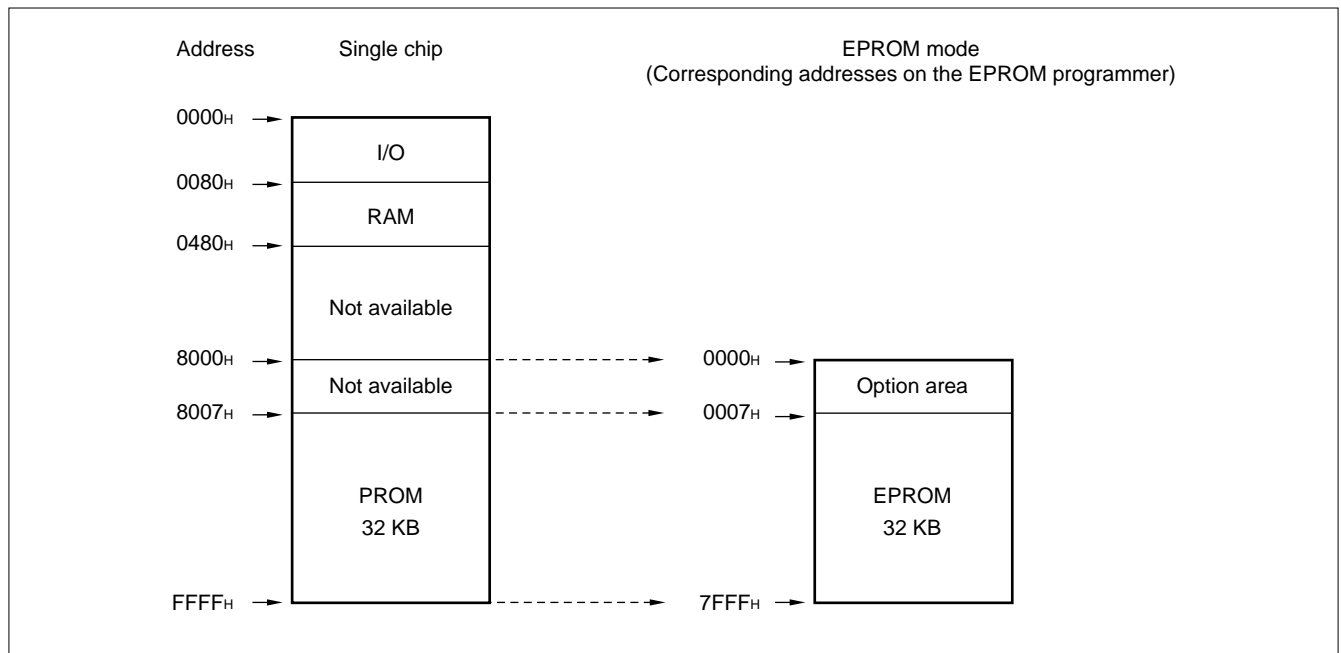 Address
Single chip
EPROM mode
(Corresponding addresses on the EPROM programmer)
0000H
I/O
0080H
RAM
0480H
Not available
8000H
0000H
Not available
Option area
8007H
0007H
PROM
32 KB
EPROM
32 KB
FFFFH
7FFFH